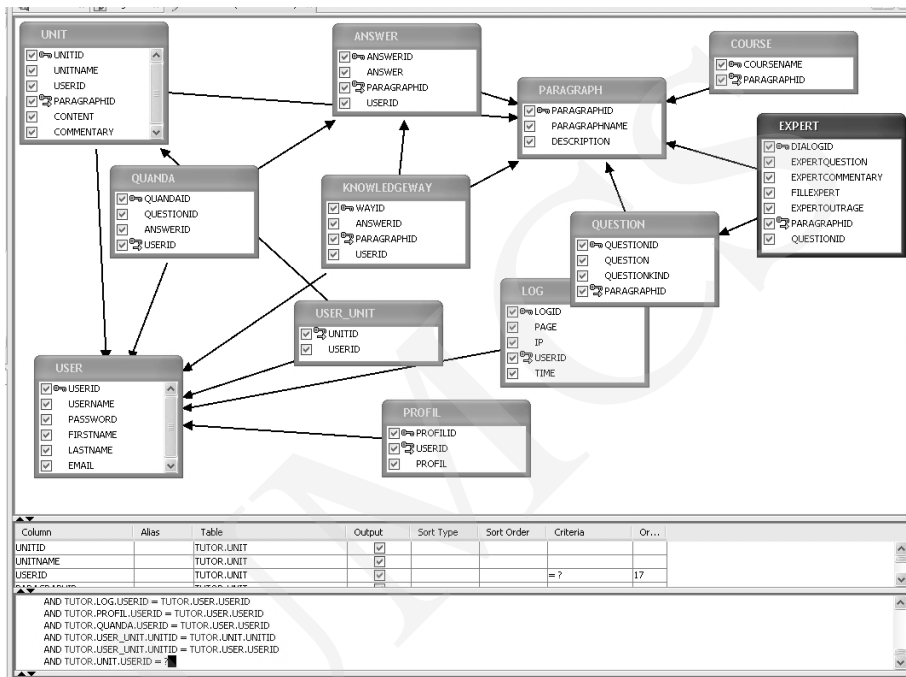 UNIT
UNITID
UNITNAME
USERID
PARAGRAPHID
CONTENT
COMMENTARY
ANSWER
ANSWERID
ANSWER
PARAGRAPHID
USERID
COURSE
COURSENAME
PARAGRAPHID
PARAGRAPH
PARAGRAPHID
PARAGRAPHNAME
DESCRIPTION
EXPERT
DIALOGID
EXPERTQUESTION
EXPERTCOMMENTARY
FILLEXPERT
EXPERTOUTRAGE
PARAGRAPHID
QUESTIONID
QUANDA
QUANDAID
QUESTIONID
ANSWERID
USERID
KNOWLEDGEWAY
WAYID
ANSWERID
PARAGRAPHID
USERID
QUESTION
QUESTIONID
QUESTION
QUESTIONKIND
PARAGRAPHID
LOG
LOGID
PAGE
IP
USERID
TIME
USER_UNIT
UNITID
USERID
USER
USERID
USERNAME
PASSWORD
FIRSTNAME
LASTNAME
EMAIL
PROFIL
PROFILID
USERID
PROFIL
Column Alias Table Output Sort Type Sort Order Criteria Or...
UNITID TUTOR.UNIT
UNITNAME TUTOR.UNIT
USERID TUTOR.UNIT = ? 17
AND TUTOR.LOG.USERID = TUTOR.USER.USERID
AND TUTOR.PROFIL.USERID = TUTOR.USER.USERID
AND TUTOR.QUANDA.USERID = TUTOR.USER.USERID
AND TUTOR.USER_UNIT.UNITID = TUTOR.UNIT.UNITID
AND TUTOR.USER_UNIT.UNITID = TUTOR.USER.USERID
AND TUTOR.UNIT.USERID = ?
UMCS